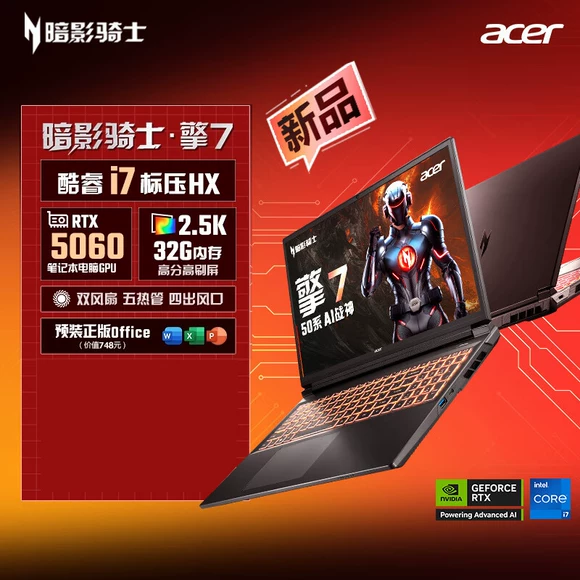 暗影骑士
acer
新品
暗影骑士·擎7
酷睿 i7 标压HX
RTX
5060
笔记本电脑GPU
2.5K
32G内存
高分高刷屏
双风扇 五热管 四出风口
预装正版Office
(价值748元)
W
X
P
acer
暗影骑士
擎7
50系 AI战神
acer
NVIDIA
GEFORCE
RTX
Powering Advanced AI
intel
CORE
i7